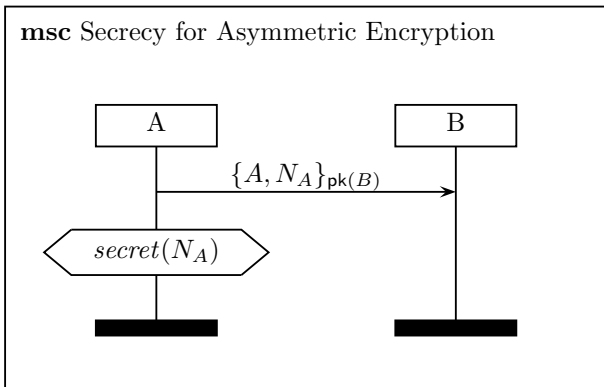 msc Secrecy for Asymmetric Encryption
A B
{A, N_A}_pk(B)
secret(N_A)